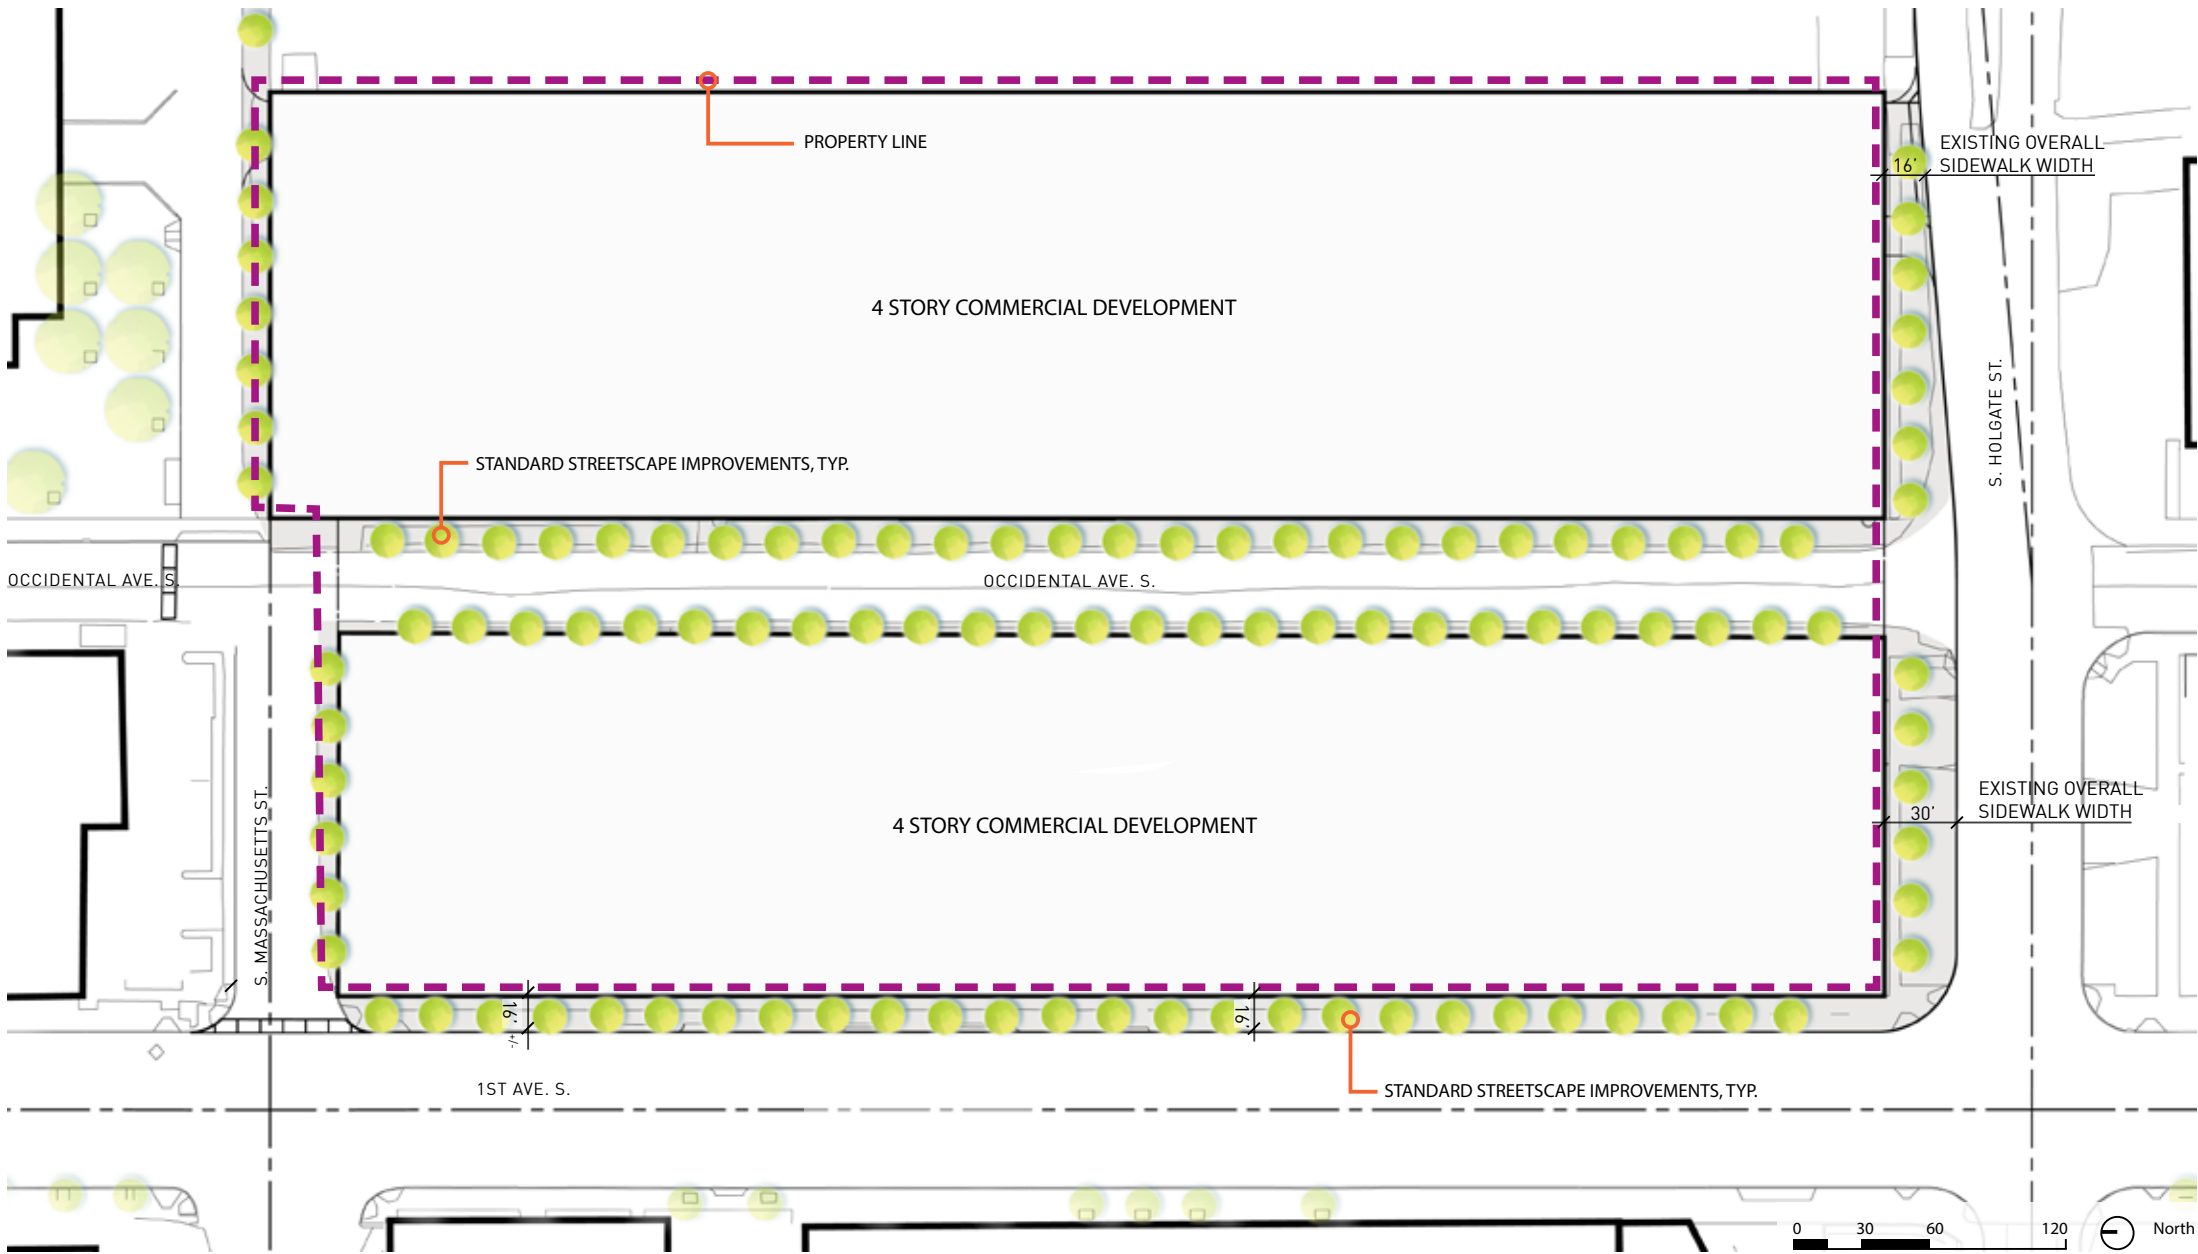 PROPERTY LINE
EXISTING OVERALL
SIDEWALK WIDTH
16'
4 STORY COMMERCIAL DEVELOPMENT
S. HOLGATE ST.
STANDARD STREETSCAPE IMPROVEMENTS, TYP.
OCCIDENTAL AVE. S.
OCCIDENTAL AVE. S.
S. MASSACHUSETTS ST.
4 STORY COMMERCIAL DEVELOPMENT
EXISTING OVERALL
SIDEWALK WIDTH
30'
16'
+/-
16'
1ST AVE. S.
STANDARD STREETSCAPE IMPROVEMENTS, TYP.
0 30 60 120
North